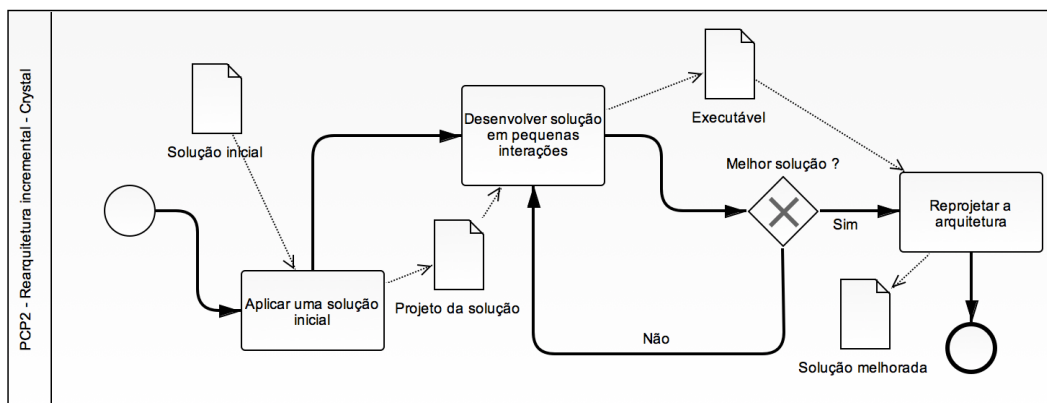 PCP2 - Rearquitetura incremental - Crystal
Solução inicial
Aplicar uma solução
inicial
Projeto da solução
Desenvolver solução
em pequenas
interações
Executável
Melhor solução ?
Sim
Não
Reprojetar a
arquitetura
Solução melhorada